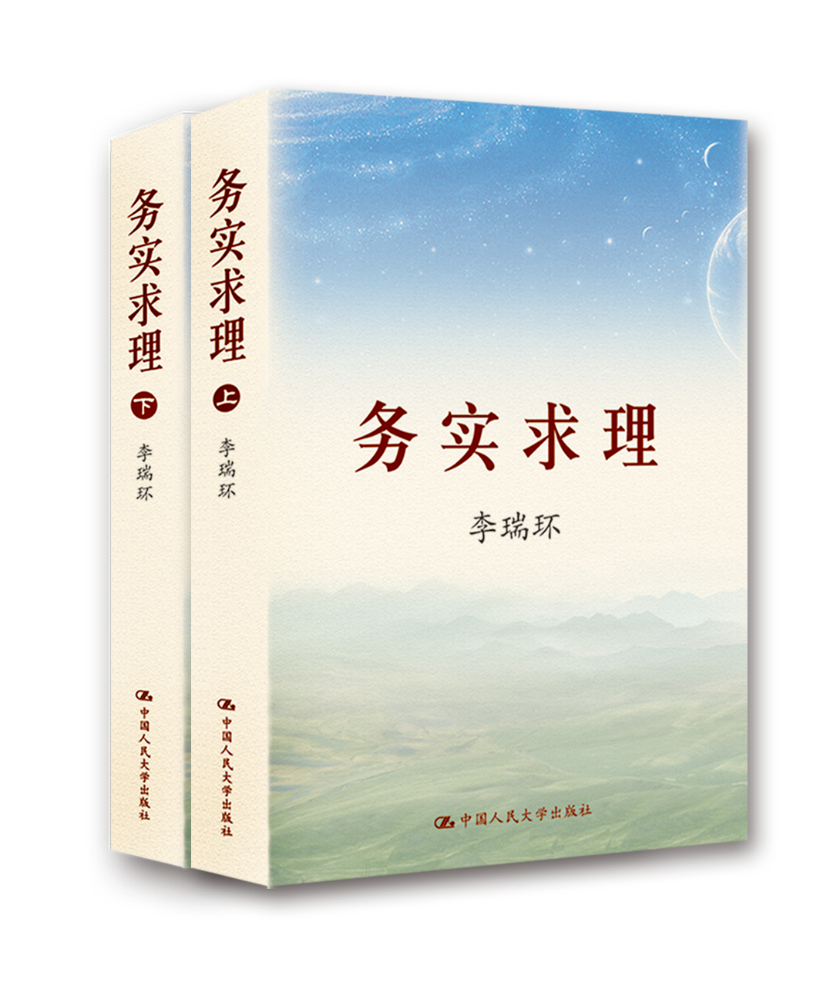 务实求理
下
李瑞环
中国人民大学出版社
务实求理
上
李瑞环
中国人民大学出版社
务实求理
李瑞环
中国人民大学出版社